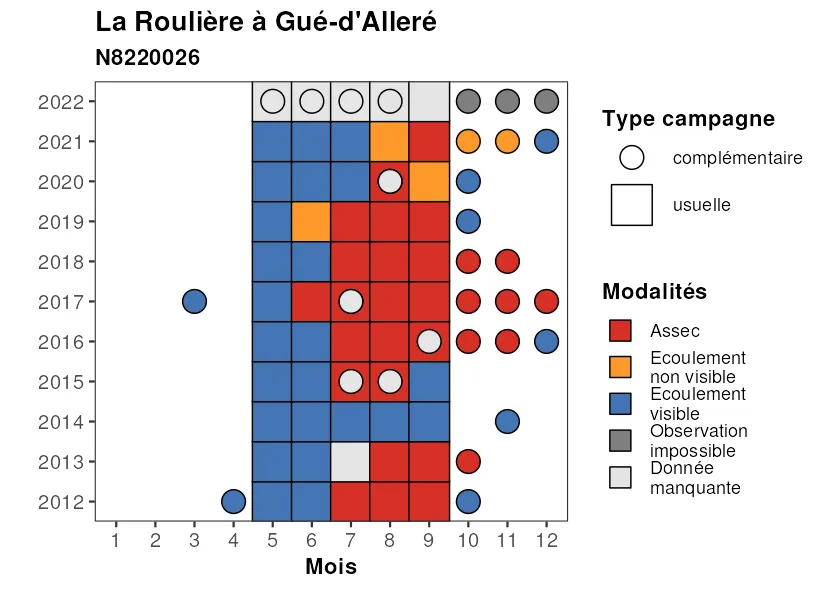 La Roulière à Gué-d'Alleré
N8220026
2022
2021
2020
2019
2018
2017
2016
2015
2014
2013
2012
1 2 3 4 5 6 7 8 9 10 11 12
Mois
Type campagne
complémentaire
usuelle
Modalités
Assec
Ecoulement
non visible
Ecoulement
visible
Observation
impossible
Donnée
manquante